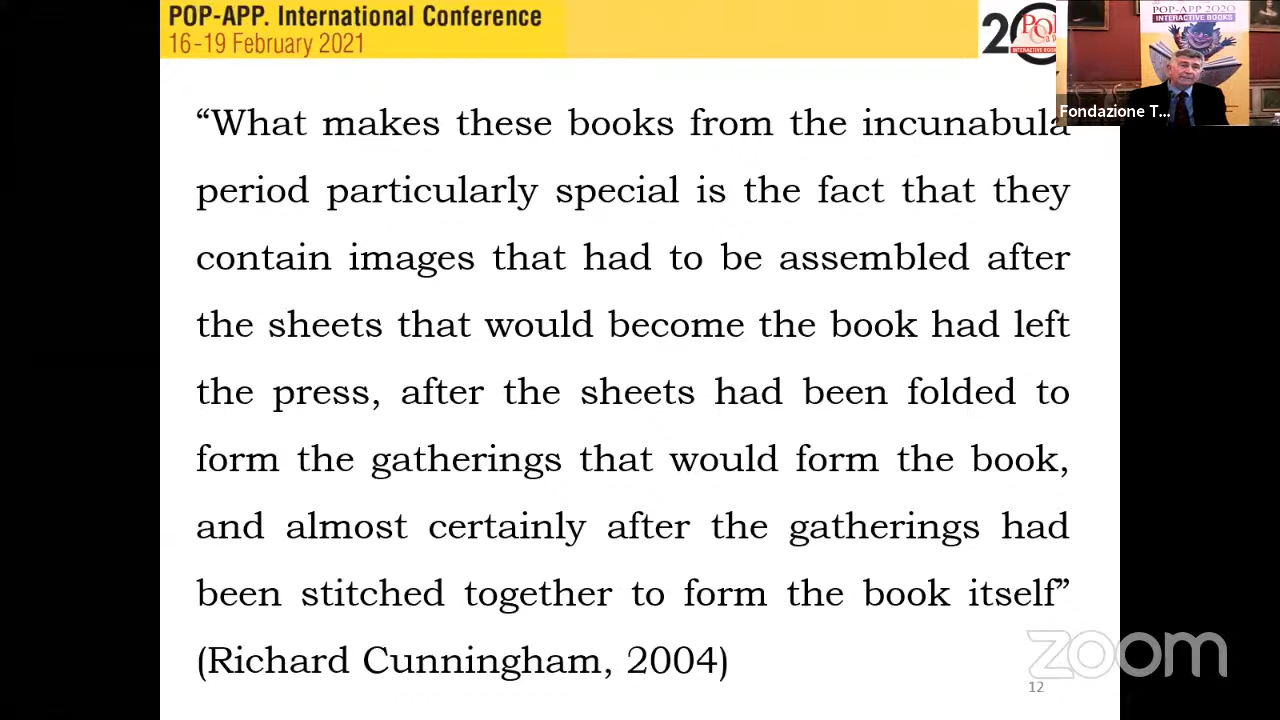 POP-APP. International Conference
16-19 February 2021
20
POP-APP 2020
INTERACTIVE BOOKS
Fondazione T...
“What makes these books from the incunabula
period particularly special is the fact that they
contain images that had to be assembled after
the sheets that would become the book had left
the press, after the sheets had been folded to
form the gatherings that would form the book,
and almost certainly after the gatherings had
been stitched together to form the book itself”
(Richard Cunningham, 2004)
zoom
12